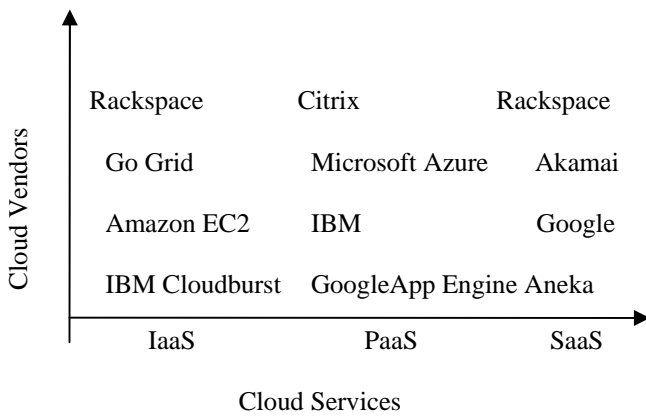 Rackspace Citrix Rackspace
Go Grid Microsoft Azure Akamai
Amazon EC2 IBM Google
IBM Cloudburst GoogleApp Engine Aneka
IaaS PaaS SaaS
Cloud Services
Cloud Vendors